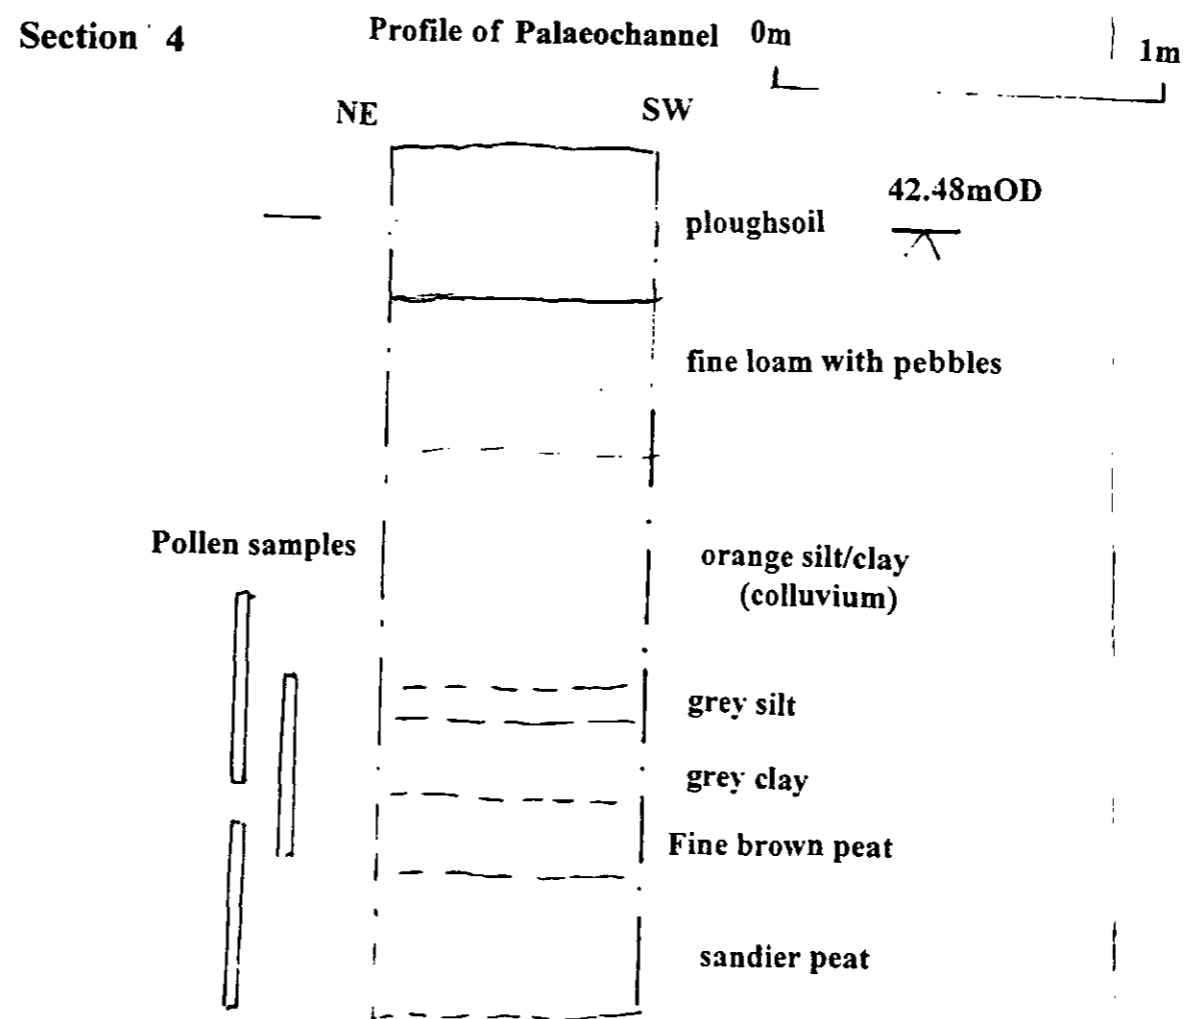 Section 4
Profile of Palaeochannel
0m
1m
NE
SW
42.48mOD
ploughsoil
fine loam with pebbles
Pollen samples
orange silt/clay
(colluvium)
grey silt
grey clay
Fine brown peat
sandier peat